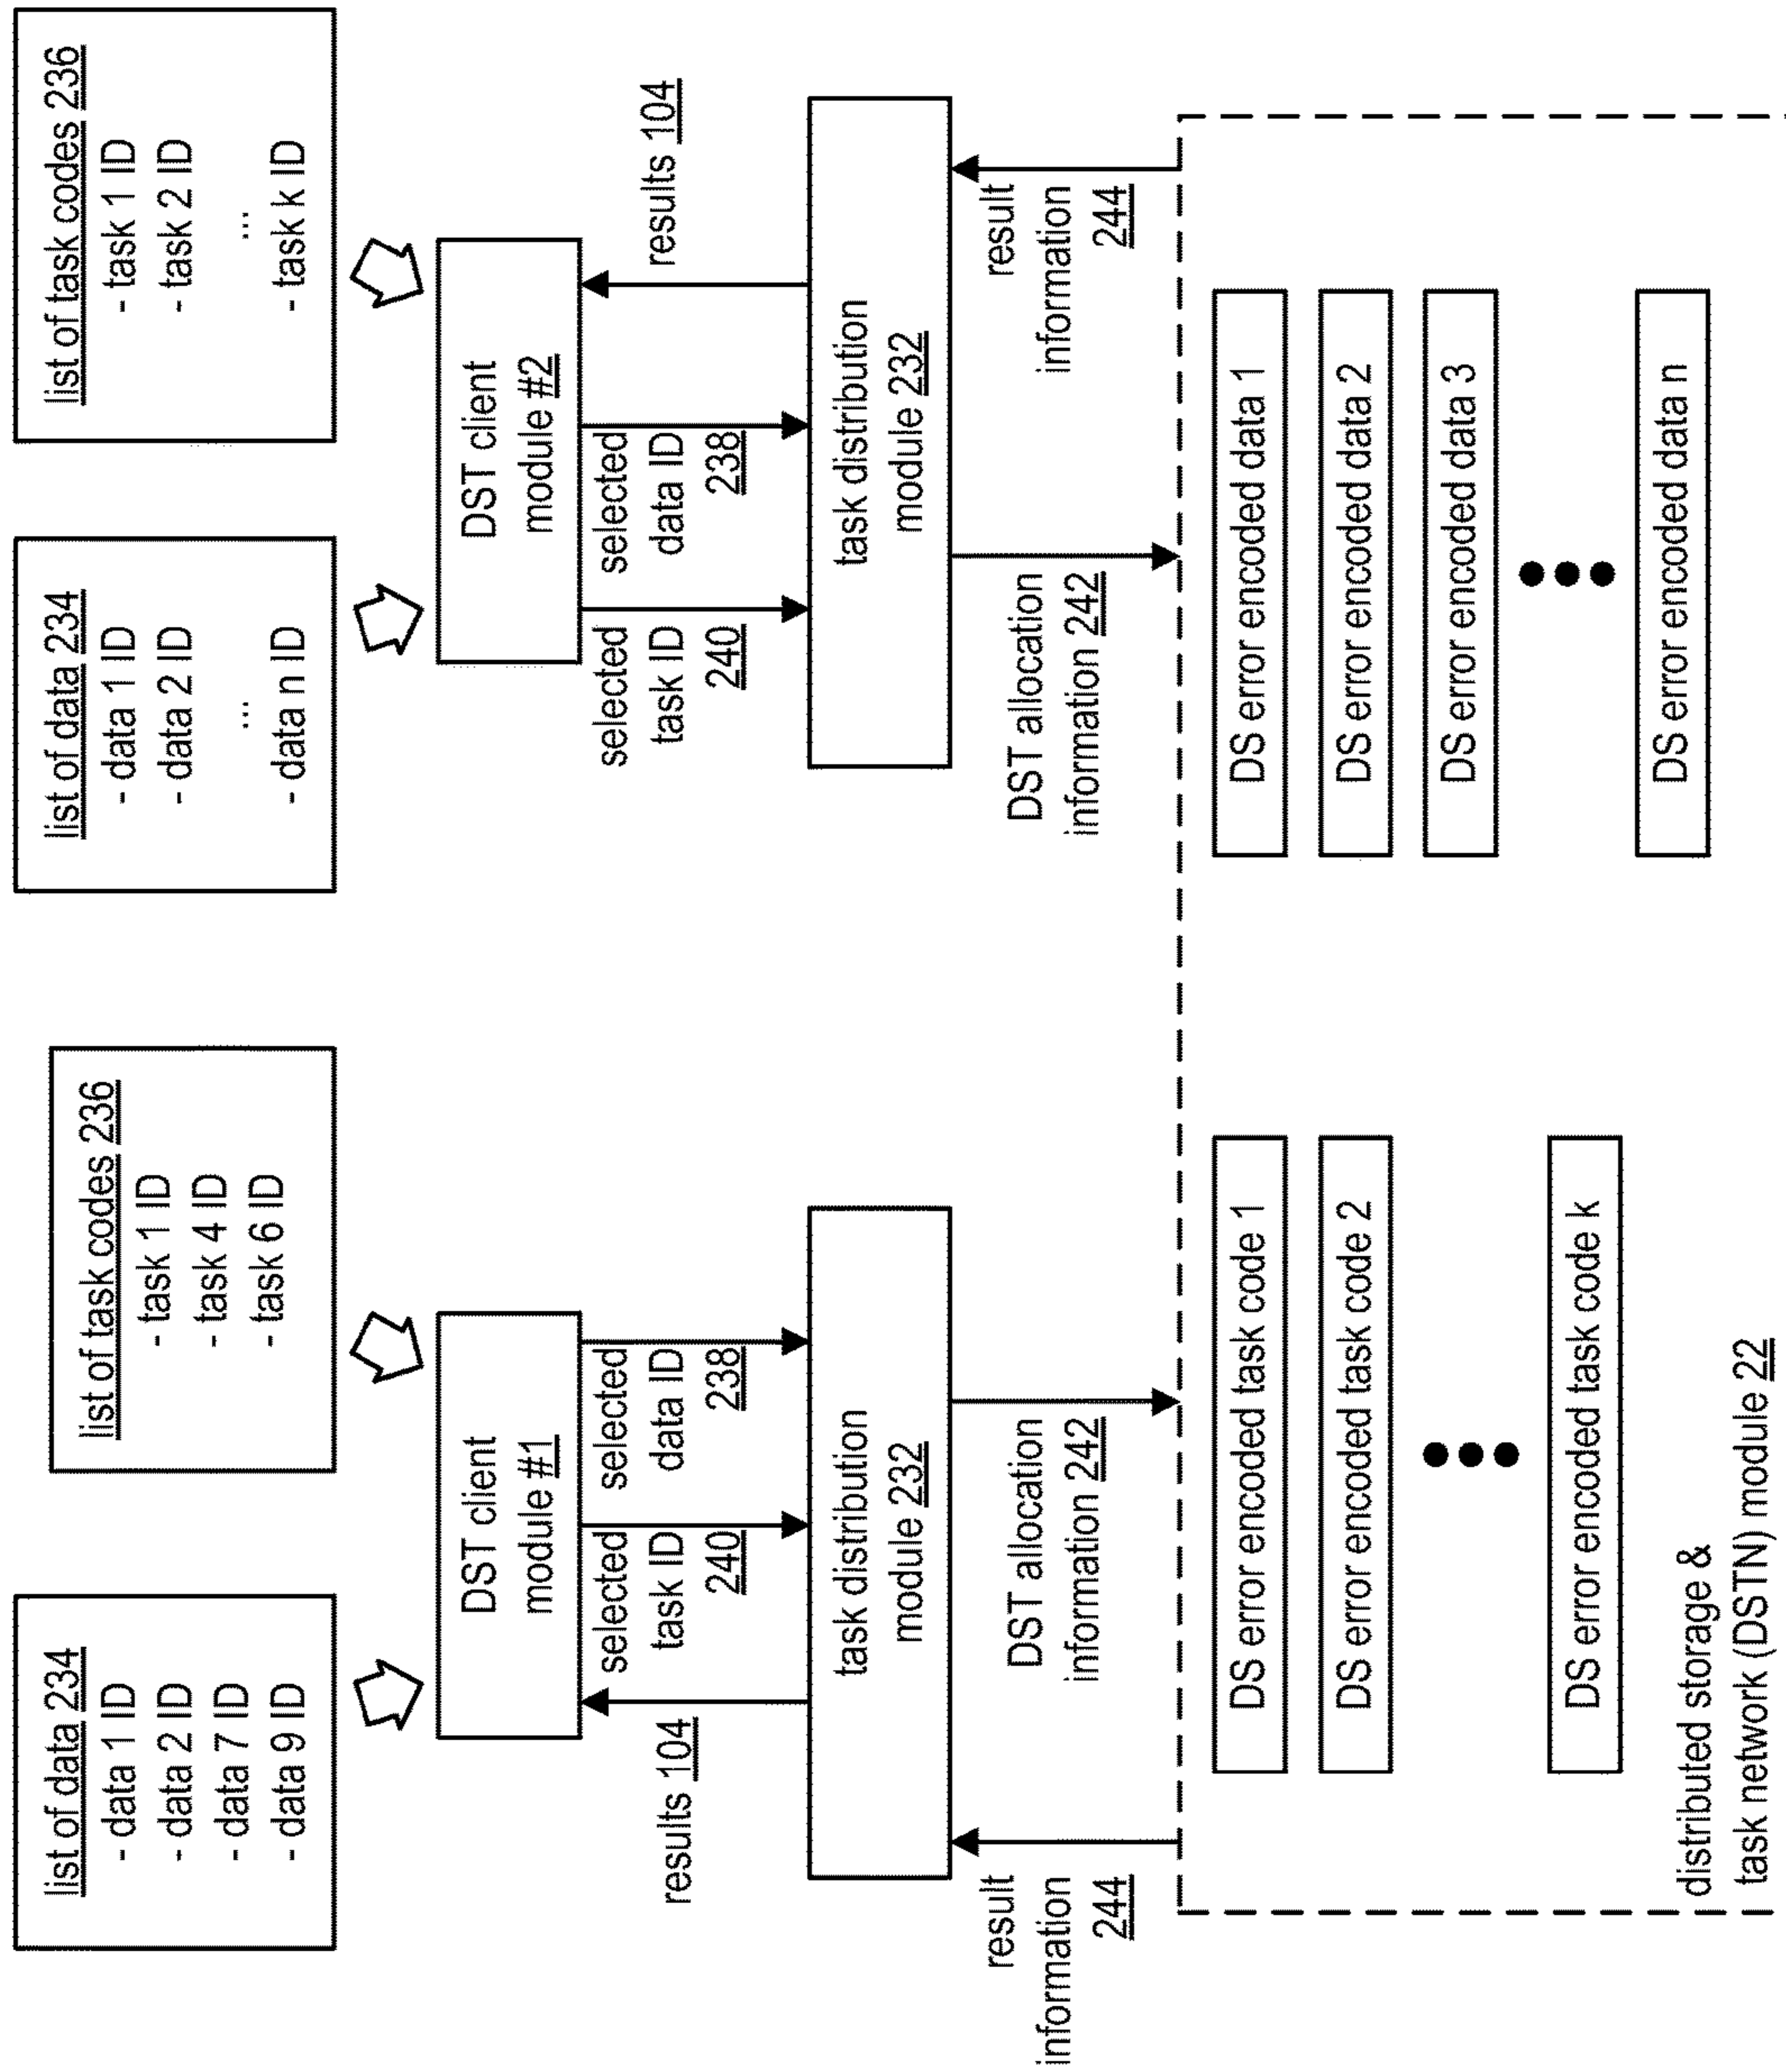 list of data 234
- data 1 ID
- data 2 ID
- data 7 ID
- data 9 ID
list of task codes 236
- task 1 ID
- task 4 ID
- task 6 ID
list of data 234
- data 1 ID
- data 2 ID
...
- data n ID
list of task codes 236
- task 1 ID
- task 2 ID
...
- task k ID
DST client
module #1
DST client
module #2
results 104
selected
task ID
240
selected
data ID
238
selected
task ID
240
selected
data ID
238
results 104
task distribution
module 232
task distribution
module 232
result
information
244
DST allocation
information 242
DST allocation
information 242
result
information
244
DS error encoded task code 1
DS error encoded task code 2
DS error encoded task code k
DS error encoded data 1
DS error encoded data 2
DS error encoded data 3
DS error encoded data n
distributed storage &
task network (DSTN) module 22